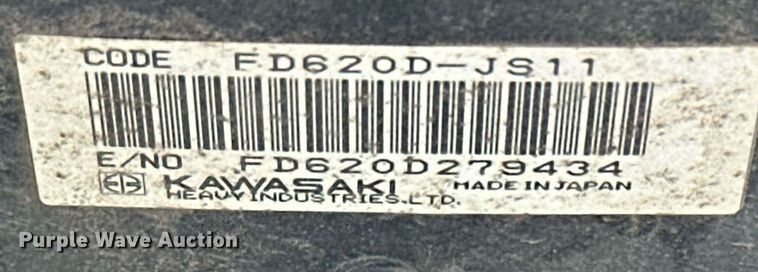 CODE FD620D-JS11
E/NO FD620D279434
KAWASAKI MADE IN JAPAN
HEAVY INDUSTRIES, LTD.
Purple Wave Auction